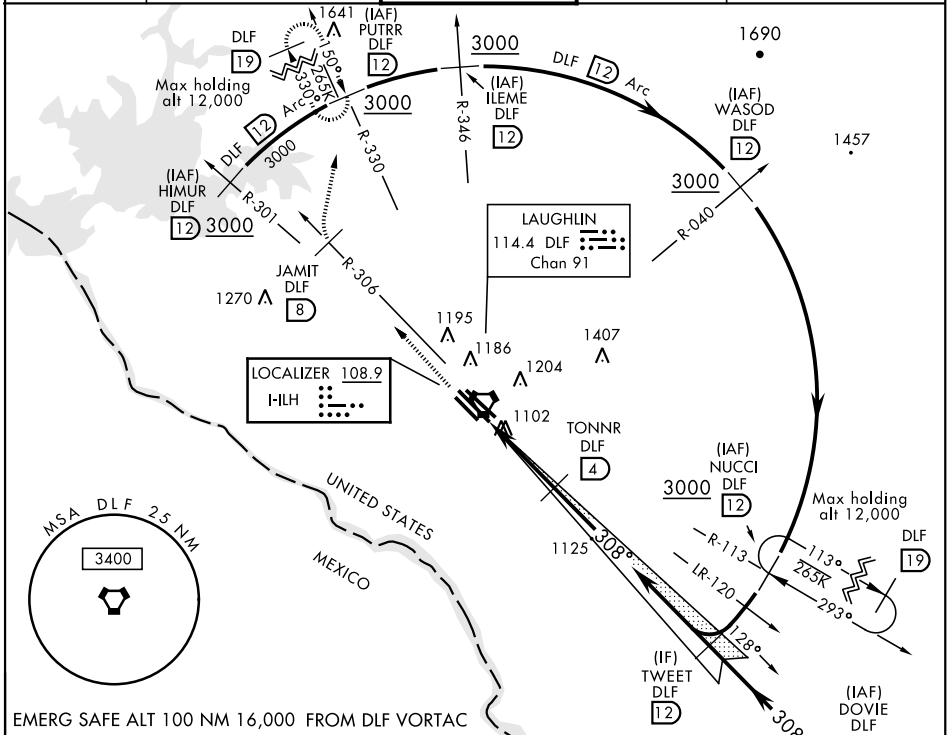 1641
(IAF)
PUTRR
DLF
12
DLF
19
Max holding
alt 12,000
150°
265K
330°
3000
3000
(IAF)
ILEME
DLF
12
DLF 12 Arc
1690
(IAF)
WASOD
DLF
12
1457
DLF 12 Arc
3000
R-330
R-346
3000
R-040
(IAF)
HIMUR
DLF
12 3000
R-301
R-306
JAMIT
DLF
8
1270
LAUGHLIN
114.4 DLF
Chan 91
1195
1186
1407
1204
1102
LOCALIZER 108.9
I-ILH
TONNR
DLF
4
1125
308°
(IAF)
NUCCI
DLF
12
3000
Max holding
alt 12,000
DLF
19
R-113
113°
265K
293°
LR-120
128°
UNITED STATES
MEXICO
MSA DLF 25 NM
3400
(IF)
TWEET
DLF
12
308
(IAF)
DOVIE
DLF
EMERG SAFE ALT 100 NM 16,000 FROM DLF VORTAC